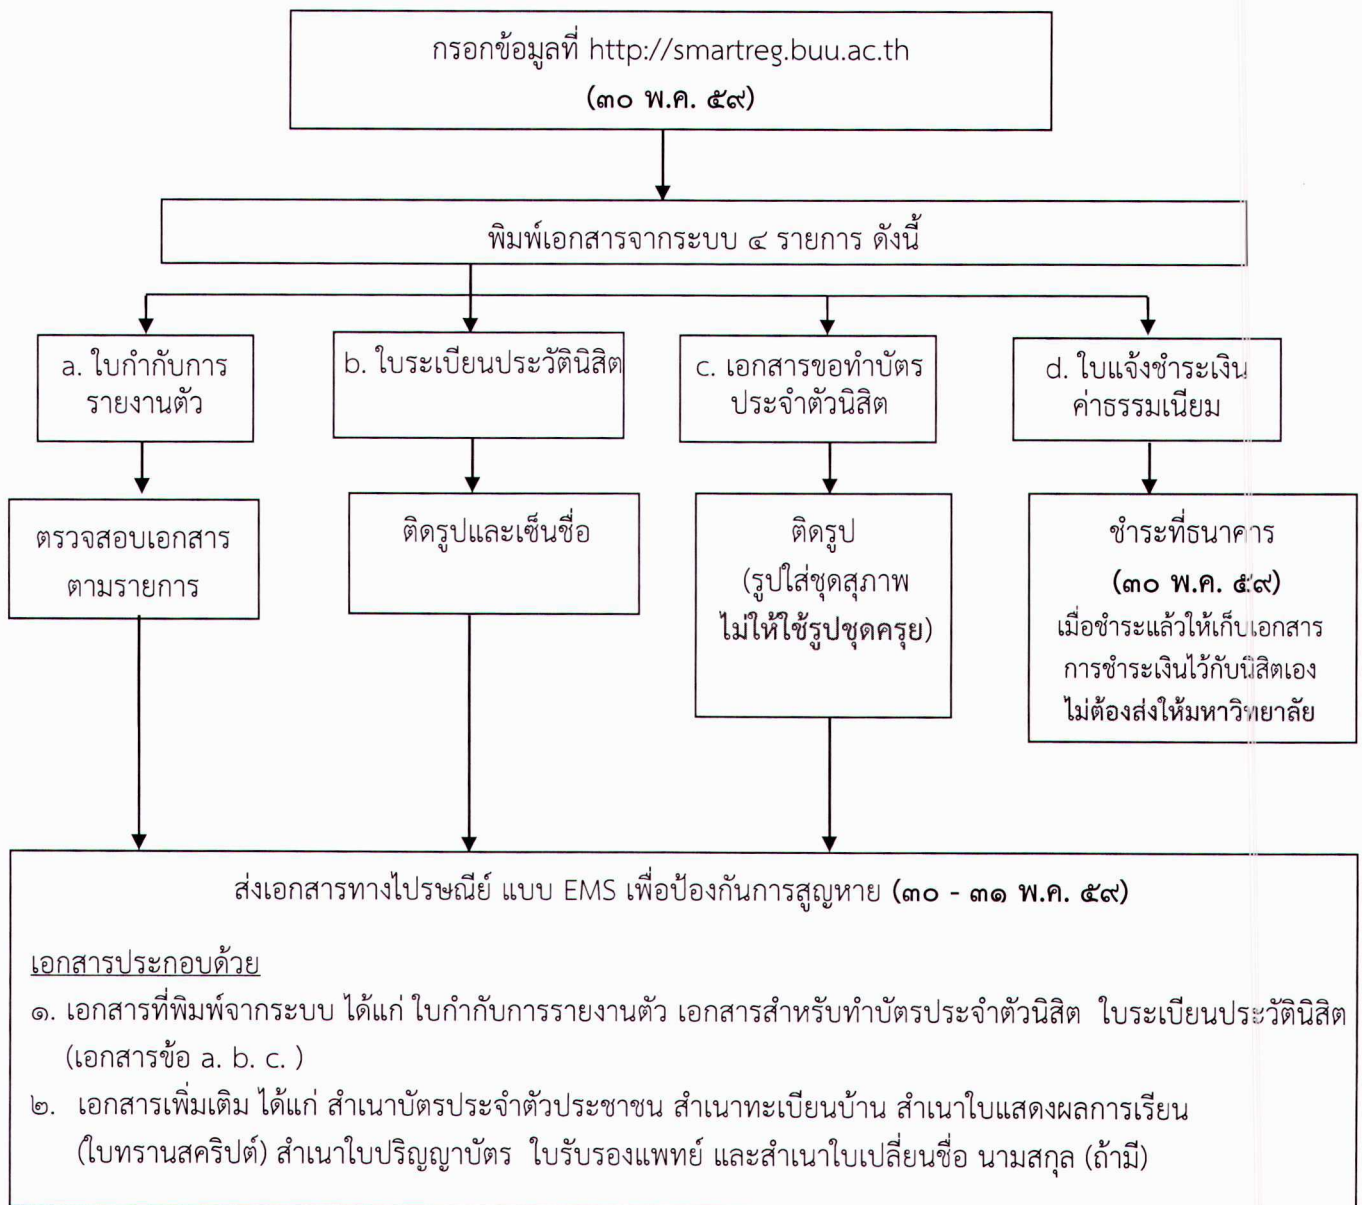 กรอกข้อมูลที่ http://smartreg.buu.ac.th
(๓๐ พ.ค. ๕๙)
พิมพ์เอกสารจากระบบ ๔ รายการ ดังนี้
a. ใบกำกับการ
รายงานตัว
b. ใบระเบียนประวัตินิสิต
c. เอกสารขอทำบัตร
ประจำตัวนิสิต
d. ใบแจ้งชำระเงิน
ค่าธรรมเนียม
ตรวจสอบเอกสาร
ตามรายการ
ติดรูปและเซ็นชื่อ
ติดรูป
(รูปใส่ชุดสุภาพ
ไม่ให้ใช้รูปชุดครุย)
ชำระที่ธนาคาร
(๓๐ พ.ค. ๕๙)
เมื่อชำระแล้วให้เก็บเอกสาร
การชำระเงินไว้กับนิสิตเอง
ไม่ต้องส่งให้มหาวิทยาลัย
ส่งเอกสารทางไปรษณีย์ แบบ EMS เพื่อป้องกันการสูญหาย (๓๐ - ๓๑ พ.ค. ๕๙)
เอกสารประกอบด้วย
๑. เอกสารที่พิมพ์จากระบบ ได้แก่ ใบกำกับการรายงานตัว เอกสารสำหรับทำบัตรประจำตัวนิสิต ใบระเบียนประวัตินิสิต
(เอกสารข้อ a. b. c. )
๒. เอกสารเพิ่มเติม ได้แก่ สำเนาบัตรประจำตัวประชาชน สำเนาทะเบียนบ้าน สำเนาใบแสดงผลการเรียน
(ใบทรานสคริปต์) สำเนาใบปริญญาบัตร ใบรับรองแพทย์ และสำเนาใบเปลี่ยนชื่อ นามสกุล (ถ้ามี)